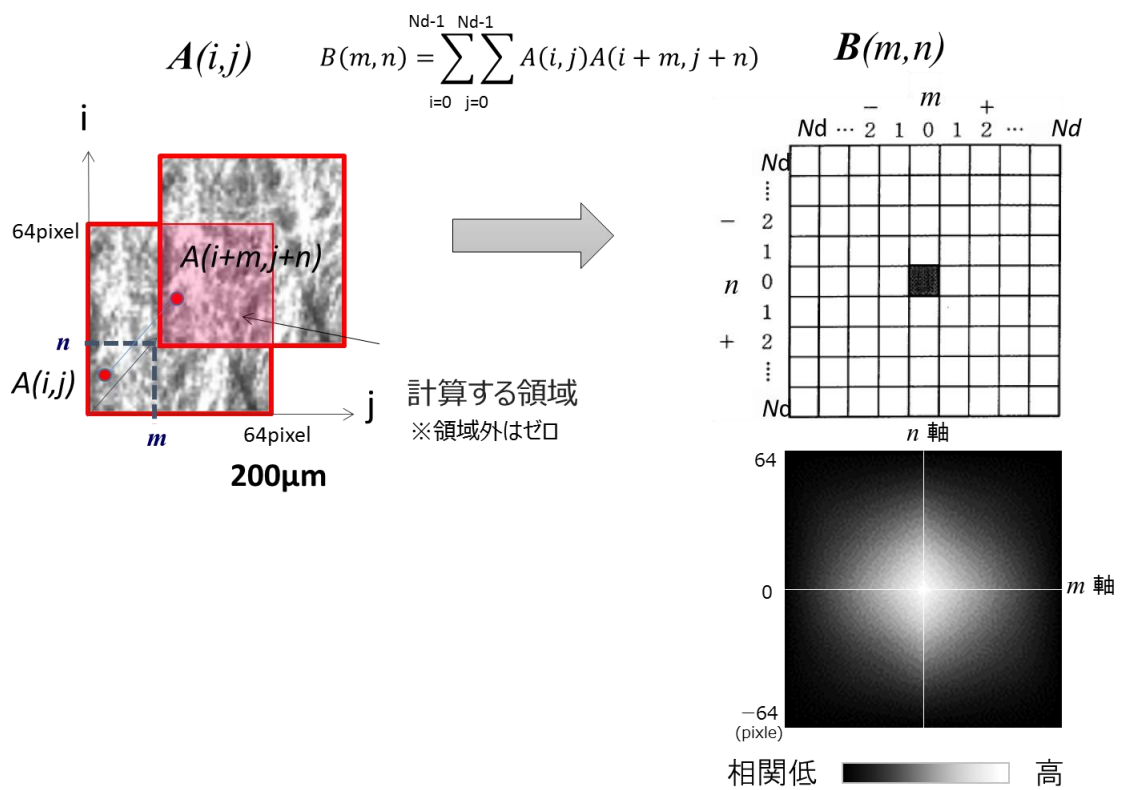 A(i,j)
B(m,n) = Nd-1∑i=0 Nd-1∑j=0 A(i,j)A(i+m,j+n)
B(m,n)
i
64pixel
A(i+m,j+n)
n
A(i,j)
m
64pixel
j
200μm
計算する領域
※領域外はゼロ
m
− +
Nd … 2 1 0 1 2 … Nd
Nd
⋮
− 2
1
n 0
1
+ 2
⋮
Nd
n 軸
64
0
m 軸
−64
(pixle)
相関低 高